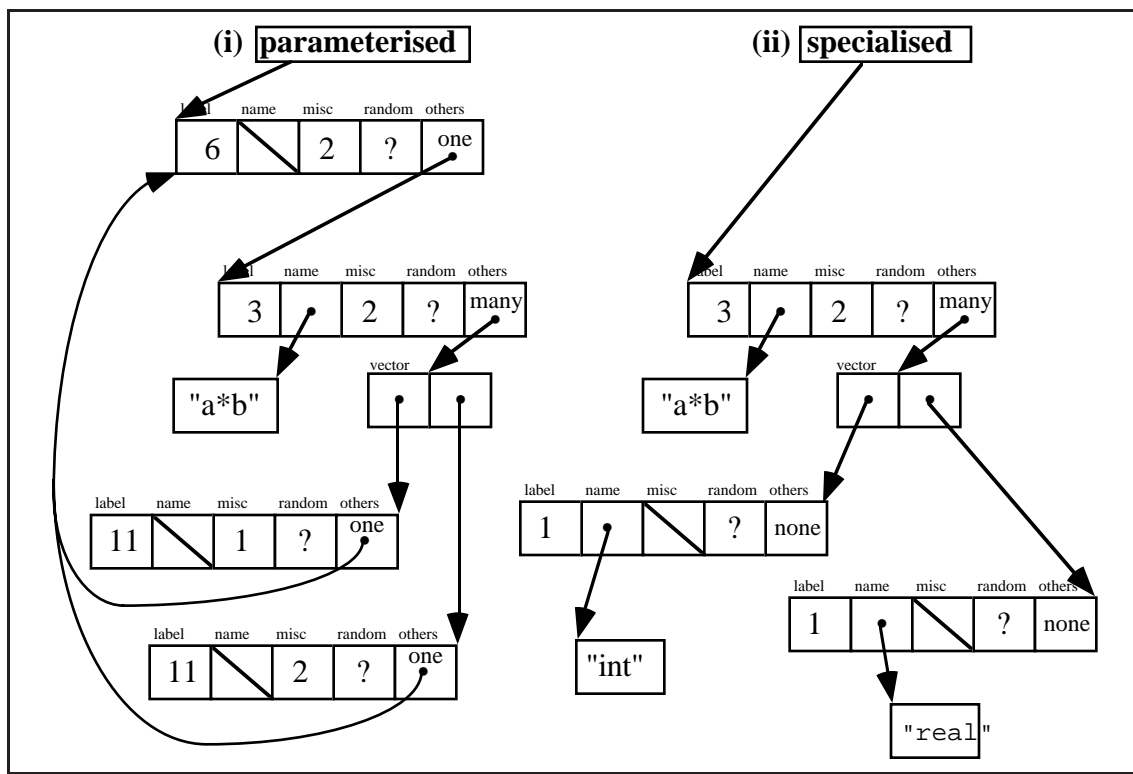 (i) parameterised
(ii) specialised
label name misc random others
6 2 ? one
label name misc random others
3 2 ? many
label name misc random others
3 2 ? many
vector
"a*b"
vector
"a*b"
label name misc random others
11 1 ? one
label name misc random others
1 ? none
label name misc random others
11 2 ? one
"int"
label name misc random others
1 ? none
"real"